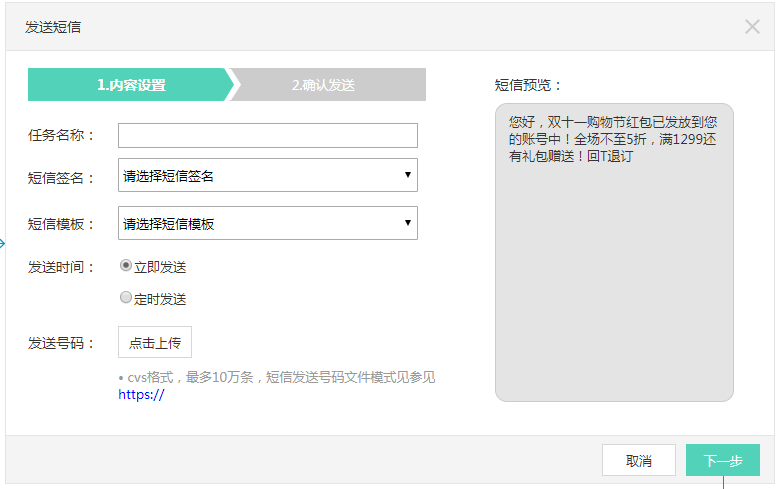 发送短信
1.内容设置
2.确认发送
任务名称：
短信签名：
请选择短信签名
短信模板：
请选择短信模板
发送时间：
立即发送
定时发送
发送号码：
点击上传
• cvs格式，最多10万条，短信发送号码文件模式见参见
https://
短信预览：
您好，双十一购物节红包已发放到您
的账号中！全场不至5折，满1299还
有礼包赠送！回T退订
取消
下一步